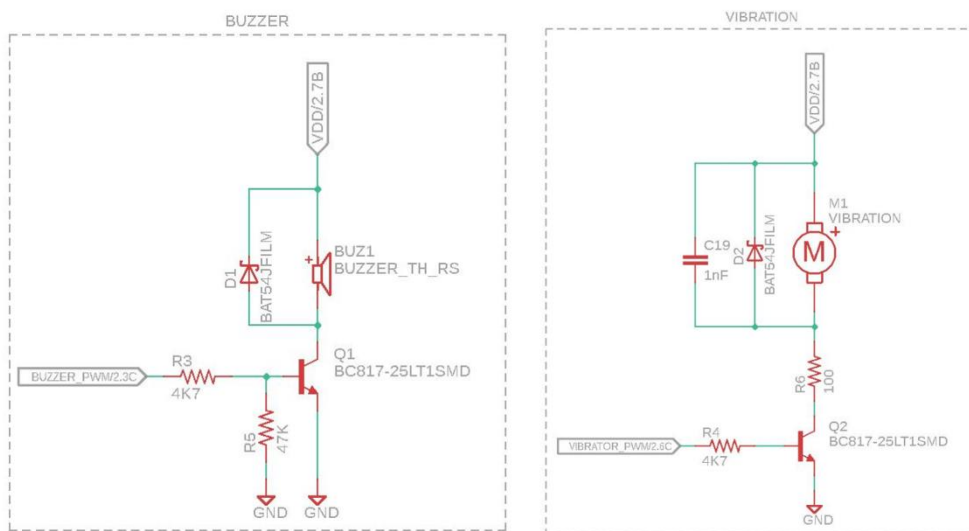 BUZZER
VDD/2.7B
D1
BAT54JFILM
BUZ1
BUZZER_TH_RS
+
Q1
BC817-25LT1SMD
BUZZER_PWM/2.3C
R3
4K7
R5
47K
GND
GND
VIBRATION
VDD/2.7B
M1
VIBRATION
+
M
C19
1nF
D2
BAT54JFILM
R6
100
Q2
BC817-25LT1SMD
VIBRATOR_PWM/2.6C
R4
4K7
GND